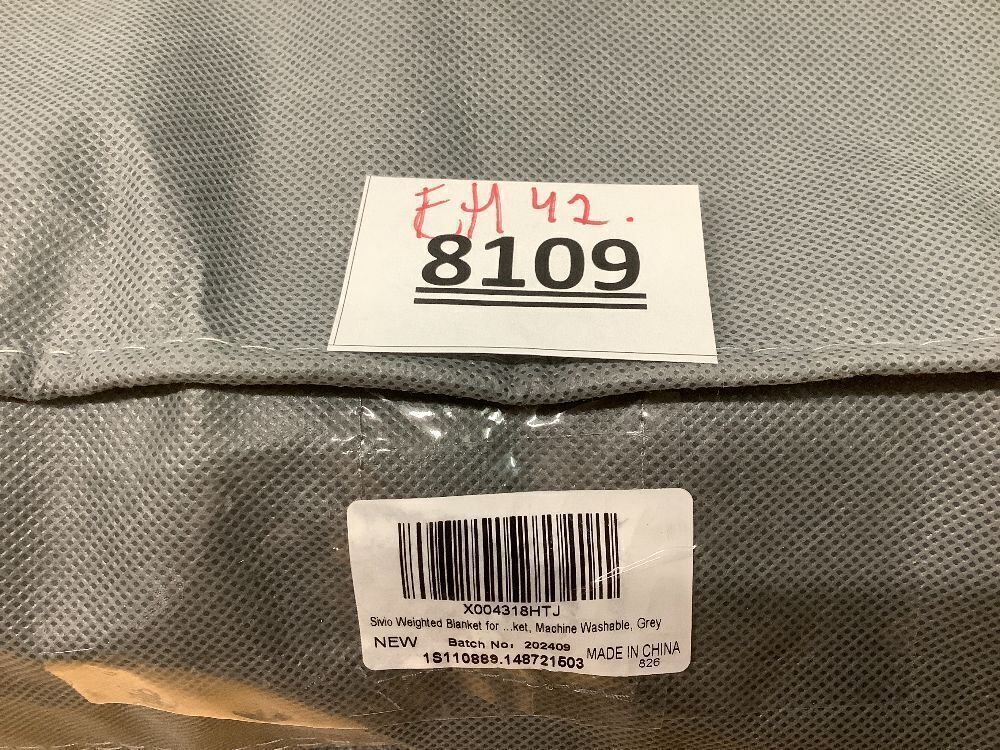 EH 42.
8109
X004318HTJ
Sivio Weighted Blanket for ...ket, Machine Washable, Grey
NEW Batch No: 202409 MADE IN CHINA
1S110889.148721503 826